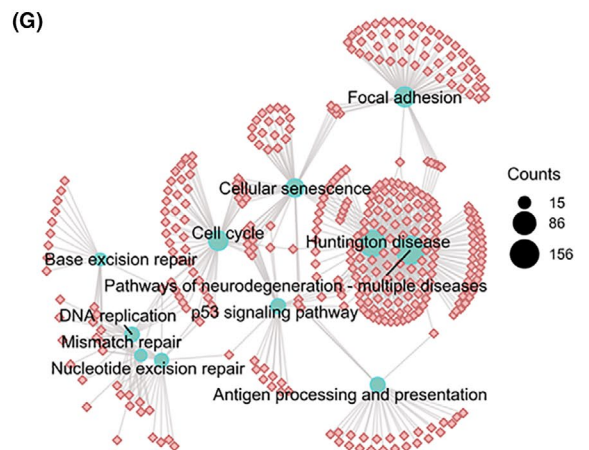 (G)
Focal adhesion
Counts
15
86
156
Cellular senescence
Cell cycle
Huntington disease
Base excision repair
Pathways of neurodegeneration - multiple diseases
DNA replication
p53 signaling pathway
Mismatch repair
Nucleotide excision repair
Antigen processing and presentation